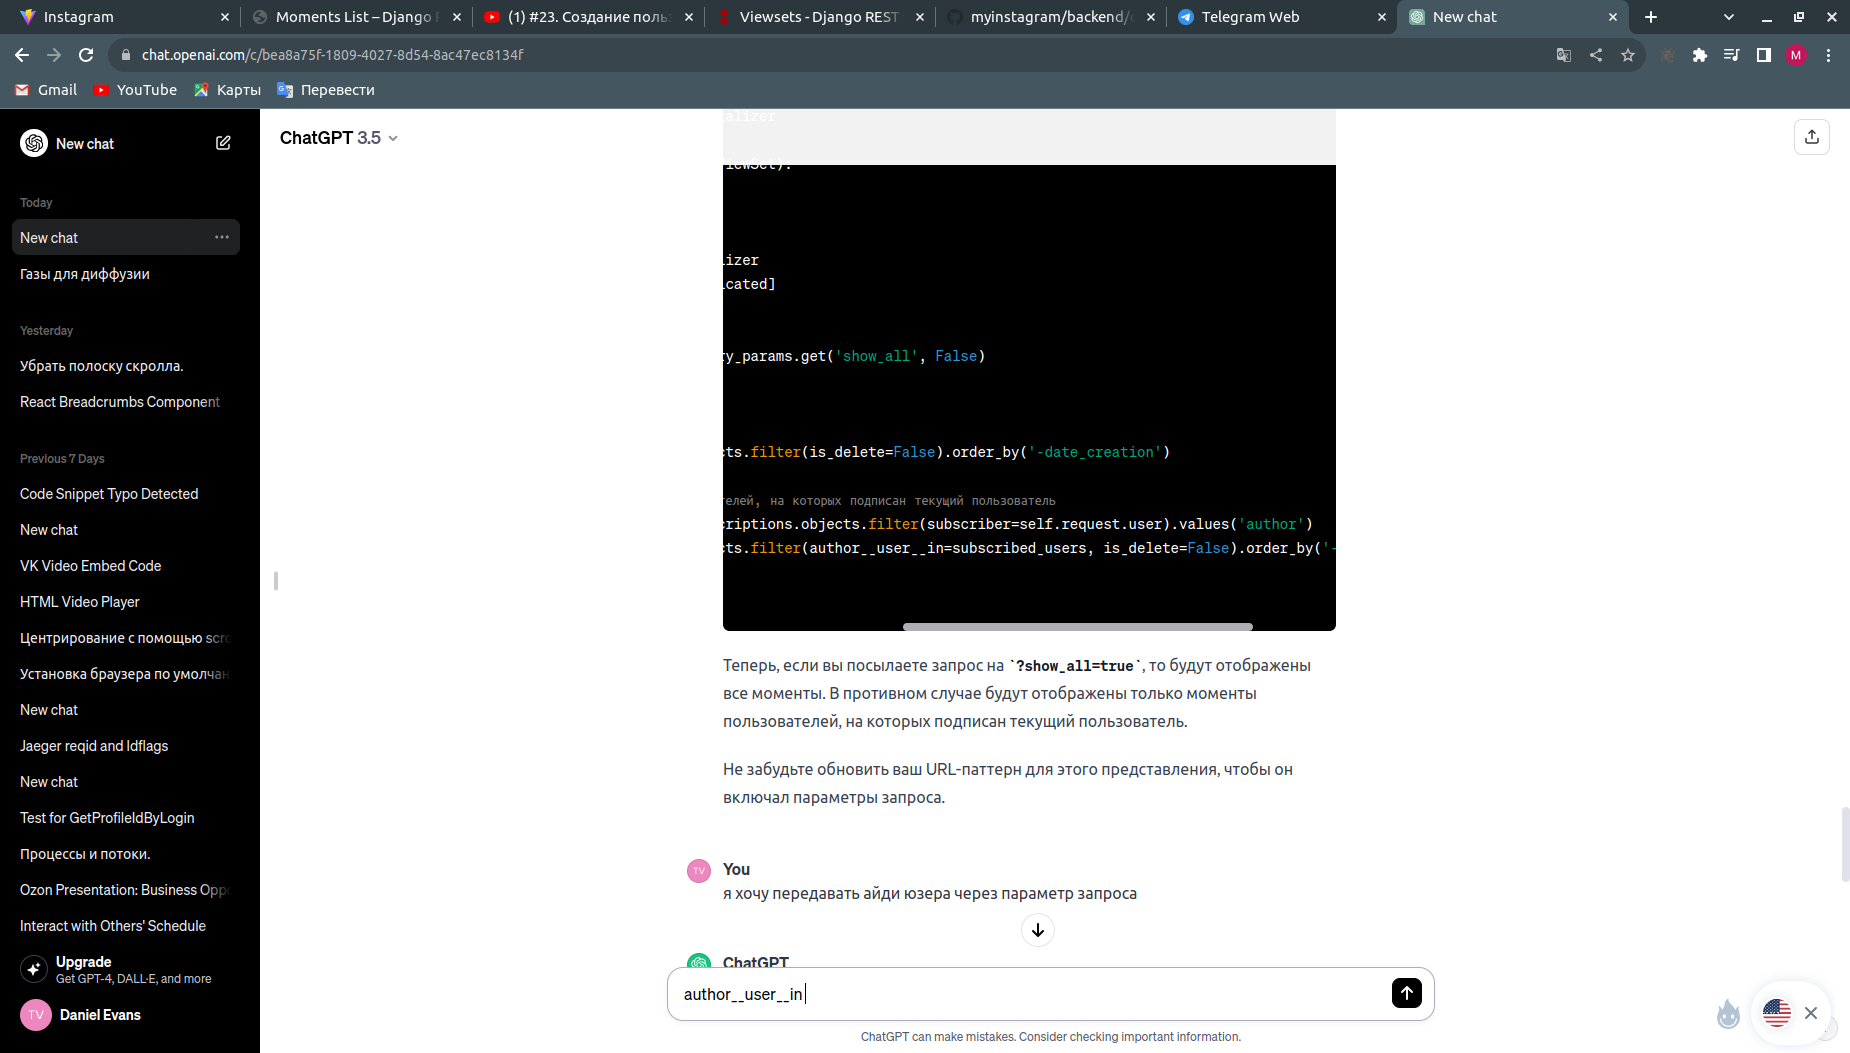 Instagram
Moments List – Django R
(1) #23. Создание поль
Viewsets - Django REST
myinstagram/backend/
Telegram Web
New chat
chat.openai.com/c/bea8a75f-1809-4027-8d54-8ac47ec8134f
M
Gmail
YouTube
Карты
Перевести
New chat
Today
New chat
Газы для диффузии
Yesterday
Убрать полоску скролла.
React Breadcrumbs Component
Previous 7 Days
Code Snippet Typo Detected
New chat
VK Video Embed Code
HTML Video Player
Центрирование с помощью scro
Установка браузера по умолчан
New chat
Jaeger reqid and ldflags
New chat
Test for GetProfileIdByLogin
Процессы и потоки.
Ozon Presentation: Business Oppo
Interact with Others' Schedule
Upgrade
Get GPT-4, DALL·E, and more
TV
Daniel Evans
ChatGPT 3.5
alizer
iewSet):
lizer
cated]
ry_params.get('show_all', False)
cts.filter(is_delete=False).order_by('-date_creation')
телей, на которых подписан текущий пользователь
criptions.objects.filter(subscriber=self.request.user).values('author')
cts.filter(author__user__in=subscribed_users, is_delete=False).order_by('-
Теперь, если вы посылаете запрос на `?show_all=true`, то будут отображены
все моменты. В противном случае будут отображены только моменты
пользователей, на которых подписан текущий пользователь.
Не забудьте обновить ваш URL-паттерн для этого представления, чтобы он
включал параметры запроса.
TV
You
я хочу передавать айди юзера через параметр запроса
ChatGPT
author__user__in
ChatGPT can make mistakes. Consider checking important information.